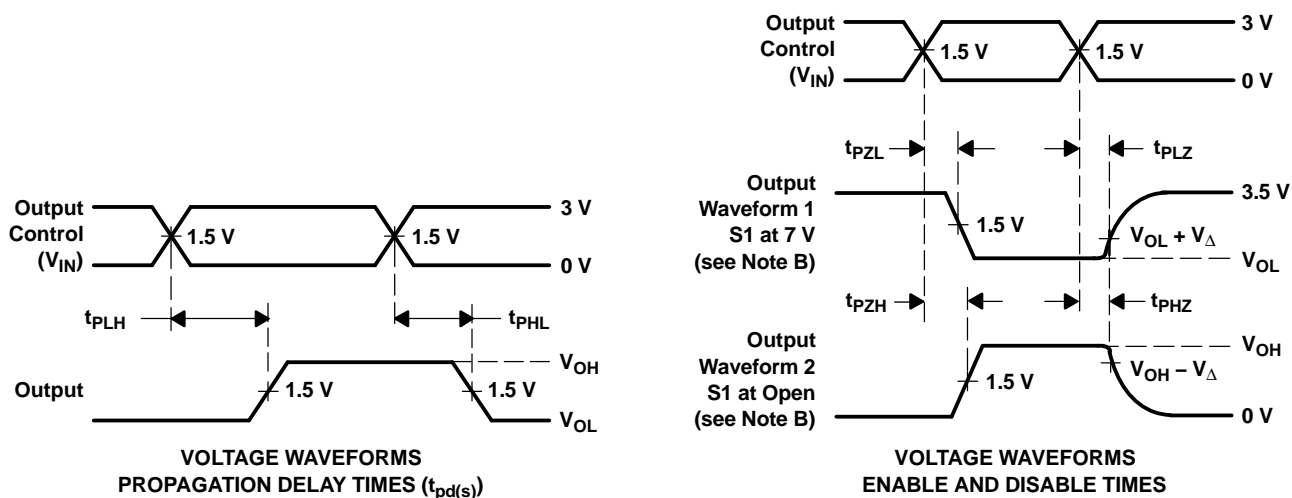 Output
Control
(VIN)
3 V
1.5 V
1.5 V
0 V
tPLH
tPHL
Output
VOH
1.5 V
1.5 V
VOL
VOLTAGE WAVEFORMS
PROPAGATION DELAY TIMES (tpd(s))
Output
Control
(VIN)
3 V
1.5 V
1.5 V
0 V
tPZL
tPLZ
Output
Waveform 1
S1 at 7 V
(see Note B)
3.5 V
1.5 V
VOL + VΔ
VOL
tPZH
tPHZ
Output
Waveform 2
S1 at Open
(see Note B)
VOH
1.5 V
VOH – VΔ
0 V
VOLTAGE WAVEFORMS
ENABLE AND DISABLE TIMES